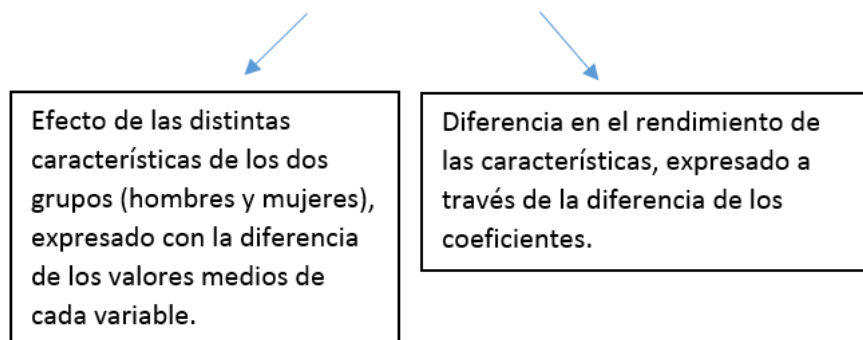 Efecto de las distintas
características de los dos
grupos (hombres y mujeres),
expresado con la diferencia
de los valores medios de
cada variable.
Diferencia en el rendimiento de
las características, expresado a
través de la diferencia de los
coeficientes.